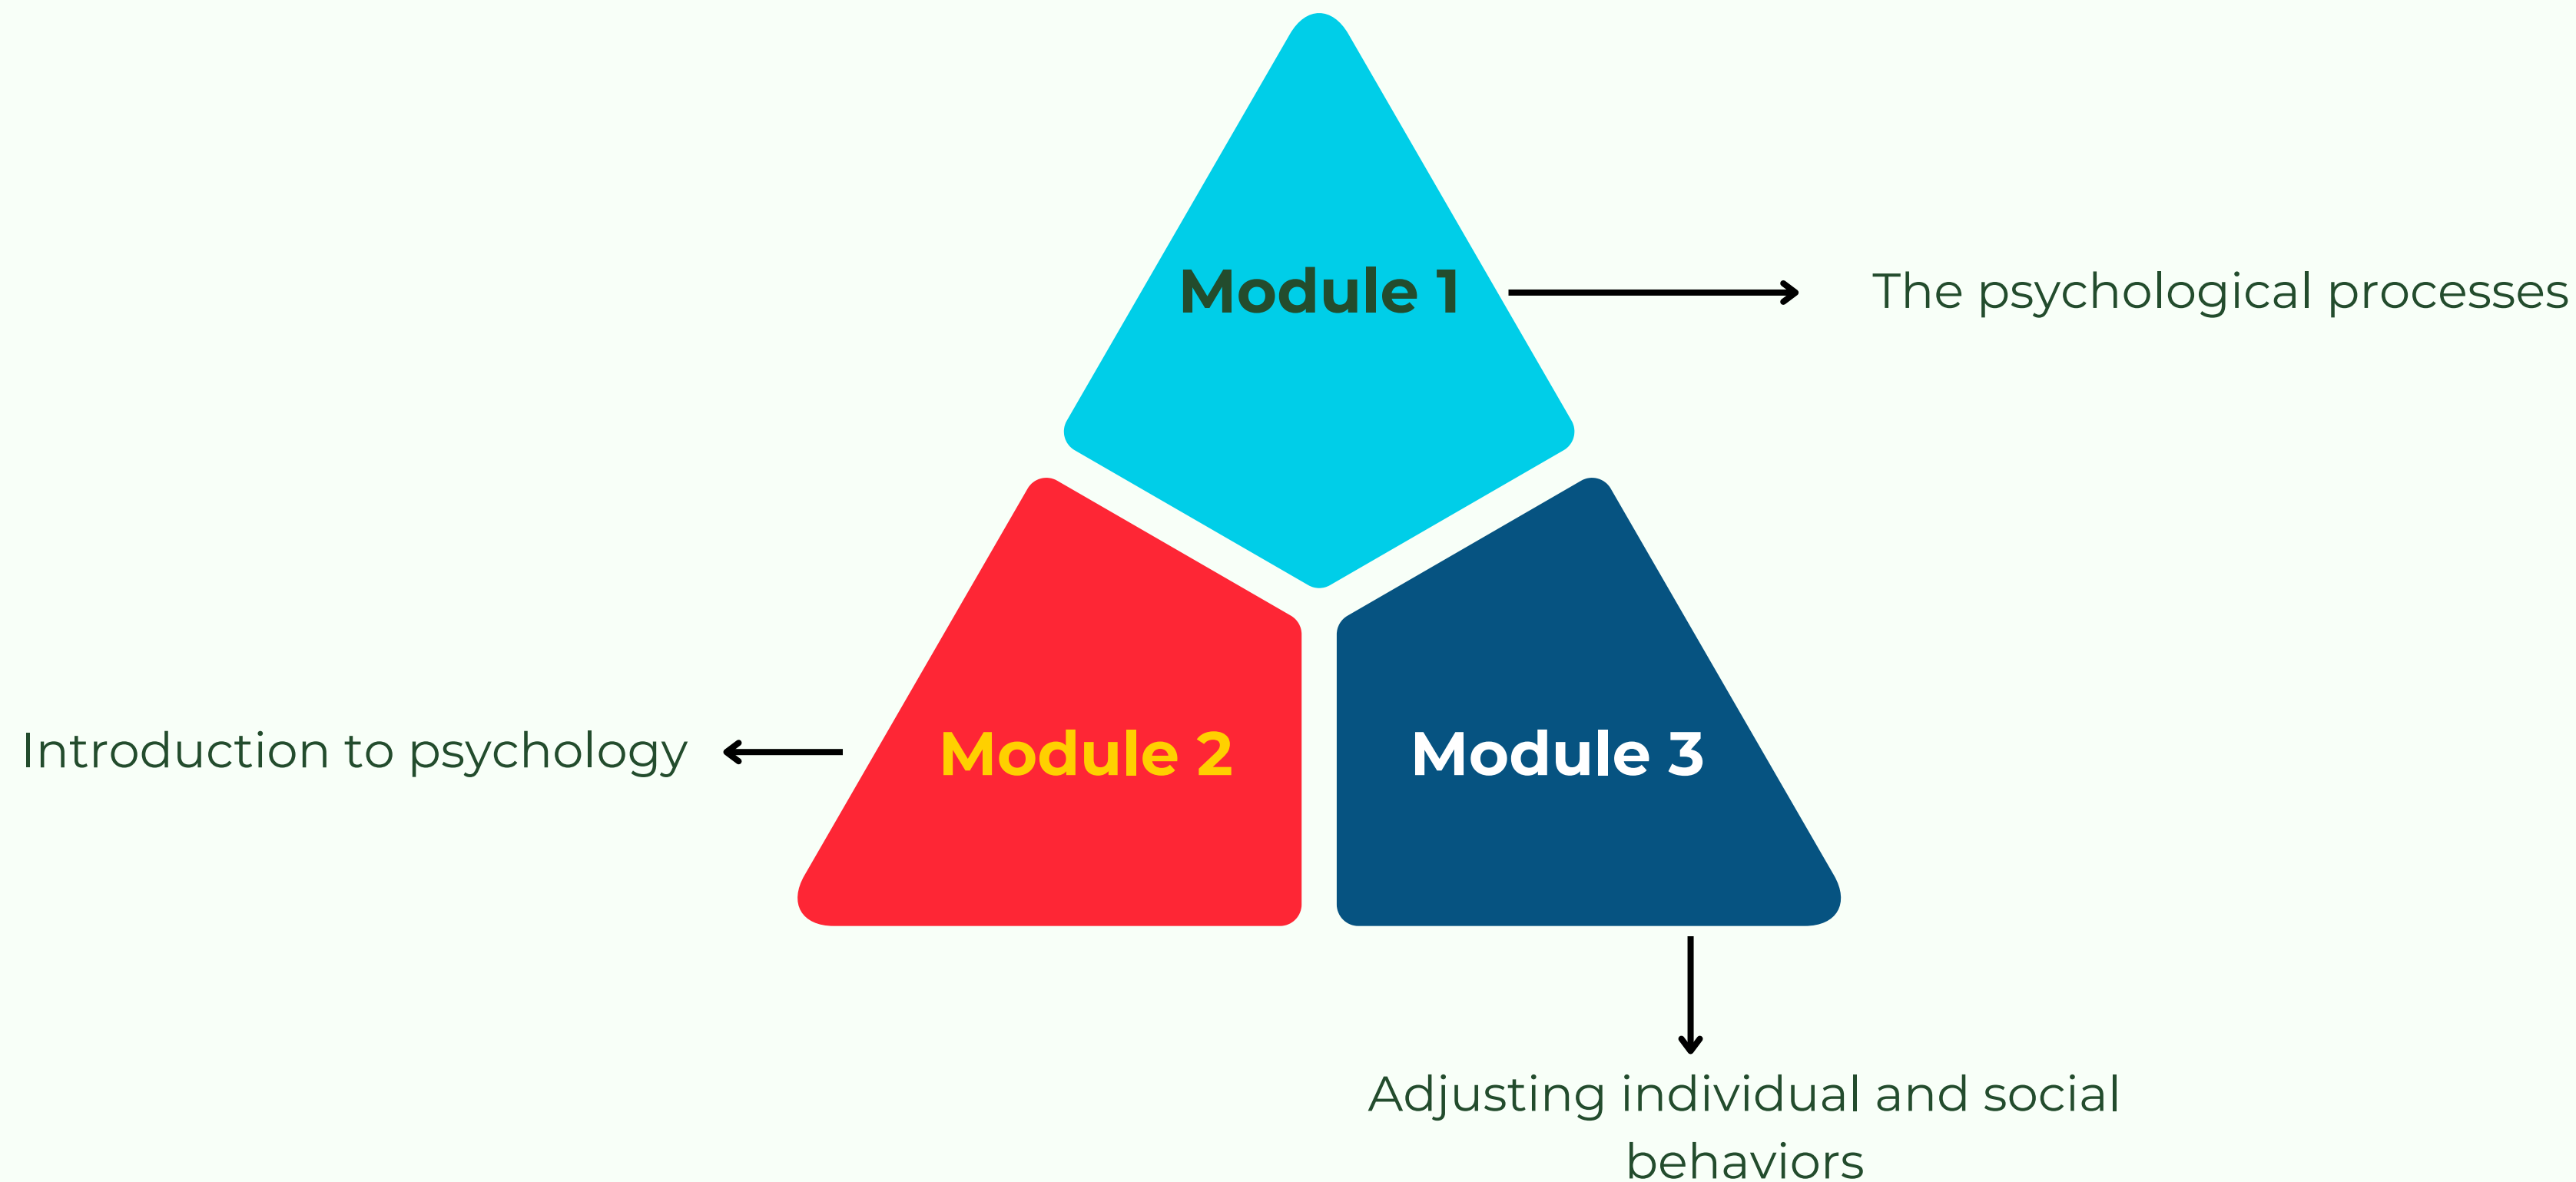 Module 1
The psychological processes
Introduction to psychology
Module 2
Module 3
Adjusting individual and social
behaviors